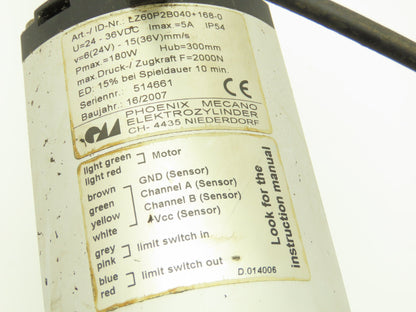 Art.-/ ID-Nr.: EZ60P2B040+168-0
U=24 - 36VDC Imax=5A IP54
v=6(24V) - 15(36V)mm/s
Pmax.=180W Hub=300mm
max.Druck-/ Zugkraft F=2000N
ED: 15% bei Spieldauer 10 min.
Seriennr.: 514661
Baujahr.: 16/2007 CE
PHOENIX MECANO
ELEKTROZYLINDER
CH- 4435 NIEDERDORF
light green
light red
Motor
brown GND (Sensor)
green Channel A (Sensor)
yellow Channel B (Sensor)
white +Vcc (Sensor)
grey
pink
limit switch in
blue
red
limit switch out
Look for the
instruction manual
D.014006